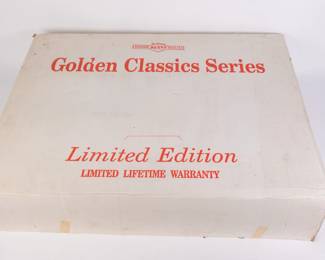 Golden Classics Series
Limited Edition
LIMITED LIFETIME WARRANTY